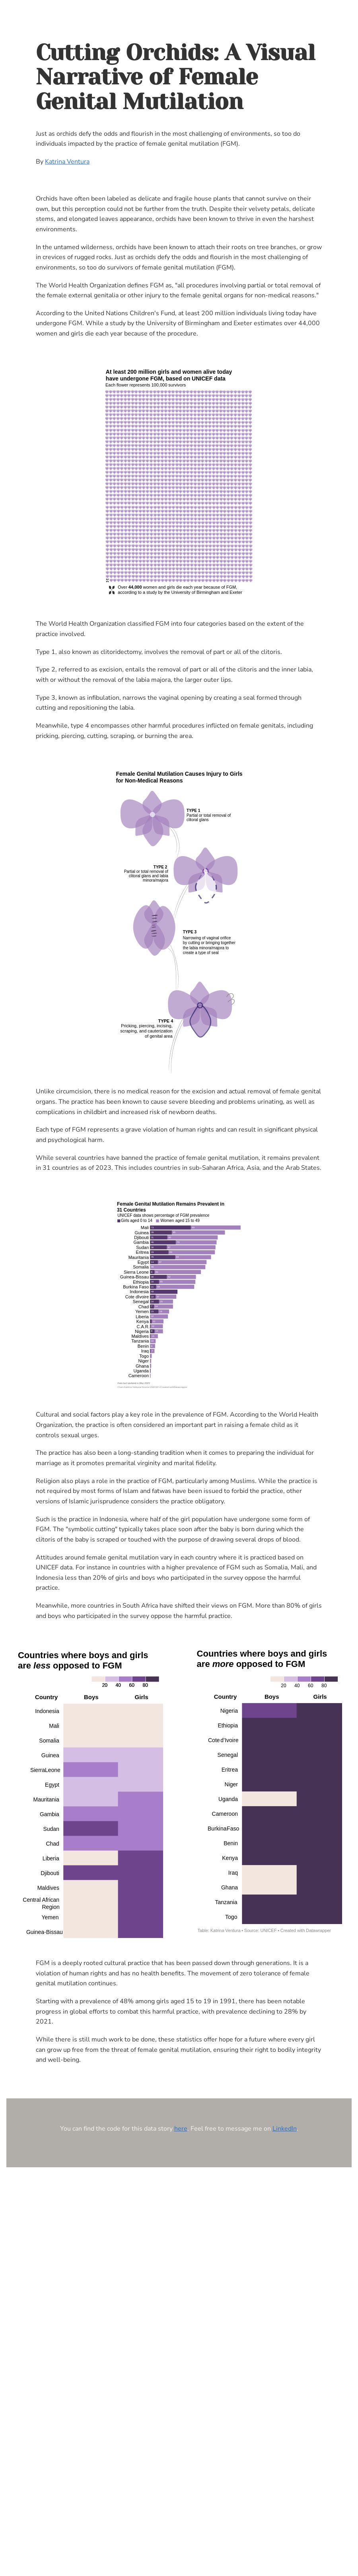 Cutting Orchids: A Visual
Narrative of Female
Genital Mutilation
Just as orchids defy the odds and flourish in the most challenging of environments, so too do
individuals impacted by the practice of female genital mutilation (FGM).
By Katrina Ventura
Orchids have often been labeled as delicate and fragile house plants that cannot survive on their
own, but this perception could not be further from the truth. Despite their velvety petals, delicate
stems, and elongated leaves appearance, orchids have been known to thrive in even the harshest
environments.
In the untamed wilderness, orchids have been known to attach their roots on tree branches, or grow
in crevices of rugged rocks. Just as orchids defy the odds and flourish in the most challenging of
environments, so too do survivors of female genital mutilation (FGM).
The World Health Organization defines FGM as, "all procedures involving partial or total removal of
the female external genitalia or other injury to the female genital organs for non-medical reasons."
According to the United Nations Children's Fund, at least 200 million individuals living today have
undergone FGM. While a study by the University of Birmingham and Exeter estimates over 44,000
women and girls die each year because of the procedure.
At least 200 million girls and women alive today
have undergone FGM, based on UNICEF data
Each flower represents 100,000 survivors
Over 44,000 women and girls die each year because of FGM,
according to a study by the University of Birmingham and Exeter
The World Health Organization classified FGM into four categories based on the extent of the
practice involved.
Type 1, also known as clitoridectomy, involves the removal of part or all of the clitoris.
Type 2, referred to as excision, entails the removal of part or all of the clitoris and the inner labia,
with or without the removal of the labia majora, the larger outer lips.
Type 3, known as infibulation, narrows the vaginal opening by creating a seal formed through
cutting and repositioning the labia.
Meanwhile, type 4 encompasses other harmful procedures inflicted on female genitals, including
pricking, piercing, cutting, scraping, or burning the area.
Female Genital Mutilation Causes Injury to Girls
for Non-Medical Reasons
TYPE 1
Partial or total removal of
clitoral glans
TYPE 2
Partial or total removal of
clitoral glans and labia
minora/majora
TYPE 3
Narrowing of vaginal orifice
by cutting or bringing together
the labia minora/majora to
create a type of seal
TYPE 4
Pricking, piercing, incising,
scraping, and cauterization
of genital area
Unlike circumcision, there is no medical reason for the excision and actual removal of female genital
organs. The practice has been known to cause severe bleeding and problems urinating, as well as
complications in childbirt and increased risk of newborn deaths.
Each type of FGM represents a grave violation of human rights and can result in significant physical
and psychological harm.
While several countries have banned the practice of female genital mutilation, it remains prevalent
in 31 countries as of 2023. This includes countries in sub-Saharan Africa, Asia, and the Arab States.
Female Genital Mutilation Remains Prevalent in
31 Countries
UNICEF data shows percentage of FGM prevalence
Girls aged 0 to 14 Women aged 15 to 49
Mali
Guinea
Djibouti
Gambia
Sudan
Eritrea
Mauritania
Egypt
Somalia
Sierra Leone
Guinea-Bissau
Ethiopia
Burkina Faso
Indonesia
Cote d'Ivoire
Senegal
Chad
Yemen
Liberia
Kenya
C.A.R
Nigeria
Maldives
Tanzania
Benin
Iraq
Togo
Niger
Ghana
Uganda
Cameroon
Cultural and social factors play a key role in the prevalence of FGM. According to the World Health
Organization, the practice is often considered an important part in raising a female child as it
controls sexual urges.
The practice has also been a long-standing tradition when it comes to preparing the individual for
marriage as it promotes premarital virginity and marital fidelity.
Religion also plays a role in the practice of FGM, particularly among Muslims. While the practice is
not required by most forms of Islam and fatwas have been issued to forbid the practice, other
versions of Islamic jurisprudence considers the practice obligatory.
Such is the practice in Indonesia, where half of the girl population have undergone some form of
FGM. The "symbolic cutting" typically takes place soon after the baby is born during which the
clitoris of the baby is scraped or touched with the purpose of drawing several drops of blood.
Attitudes around female genital mutilation vary in each country where it is practiced based on
UNICEF data. For instance in countries with a higher prevalence of FGM such as Somalia, Mali, and
Indonesia less than 20% of girls and boys who participated in the survey oppose the harmful
practice.
Meanwhile, more countries in South Africa have shifted their views on FGM. More than 80% of girls
and boys who participated in the survey oppose the harmful practice.
Countries where boys and girls
are less opposed to FGM
20 40 60 80
Country Boys Girls
Indonesia
Mali
Somalia
Guinea
SierraLeone
Egypt
Mauritania
Gambia
Sudan
Chad
Liberia
Djibouti
Maldives
Central African
Region
Yemen
Guinea-Bissau
Countries where boys and girls
are more opposed to FGM
20 40 60 80
Country Boys Girls
Nigeria
Ethiopia
Coted'Ivoire
Senegal
Eritrea
Niger
Uganda
Cameroon
BurkinaFaso
Benin
Kenya
Iraq
Ghana
Tanzania
Togo
Table: Katrina Ventura • Source: UNICEF • Created with Datawrapper
FGM is a deeply rooted cultural practice that has been passed down through generations. It is a
violation of human rights and has no health benefits. The movement of zero tolerance of female
genital mutilation continues.
Starting with a prevalence of 48% among girls aged 15 to 19 in 1991, there has been notable
progress in global efforts to combat this harmful practice, with prevalence declining to 28% by
2021.
While there is still much work to be done, these statistics offer hope for a future where every girl
can grow up free from the threat of female genital mutilation, ensuring their right to bodily integrity
and well-being.
You can find the code for this data story here. Feel free to message me on LinkedIn